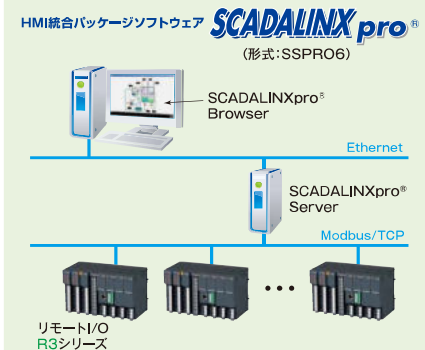 HMI統合パッケージソフトウェア SCADALINX pro®
(形式:SSPRO6)
SCADALINXpro®
Browser
Ethernet
SCADALINXpro®
Server
Modbus/TCP
リモートI/O
R3シリーズ